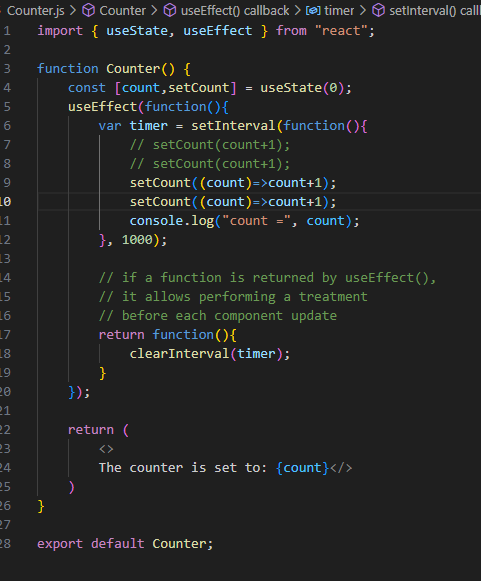 Counter.js > Counter > useEffect() callback > timer > setInterval() call
1 import { useState, useEffect } from "react";
2
3 function Counter() {
4 const [count,setCount] = useState(0);
5 useEffect(function(){
6 var timer = setInterval(function(){
7 // setCount(count+1);
8 // setCount(count+1);
9 setCount((count)=>count+1);
10 setCount((count)=>count+1);
11 console.log("count =", count);
12 }, 1000);
13
14 // if a function is returned by useEffect(),
15 // it allows performing a treatment
16 // before each component update
17 return function(){
18 clearInterval(timer);
19 }
20 });
21
22 return (
23 <>
24 The counter is set to: {count}</>
25 )
26 }
27
28 export default Counter;